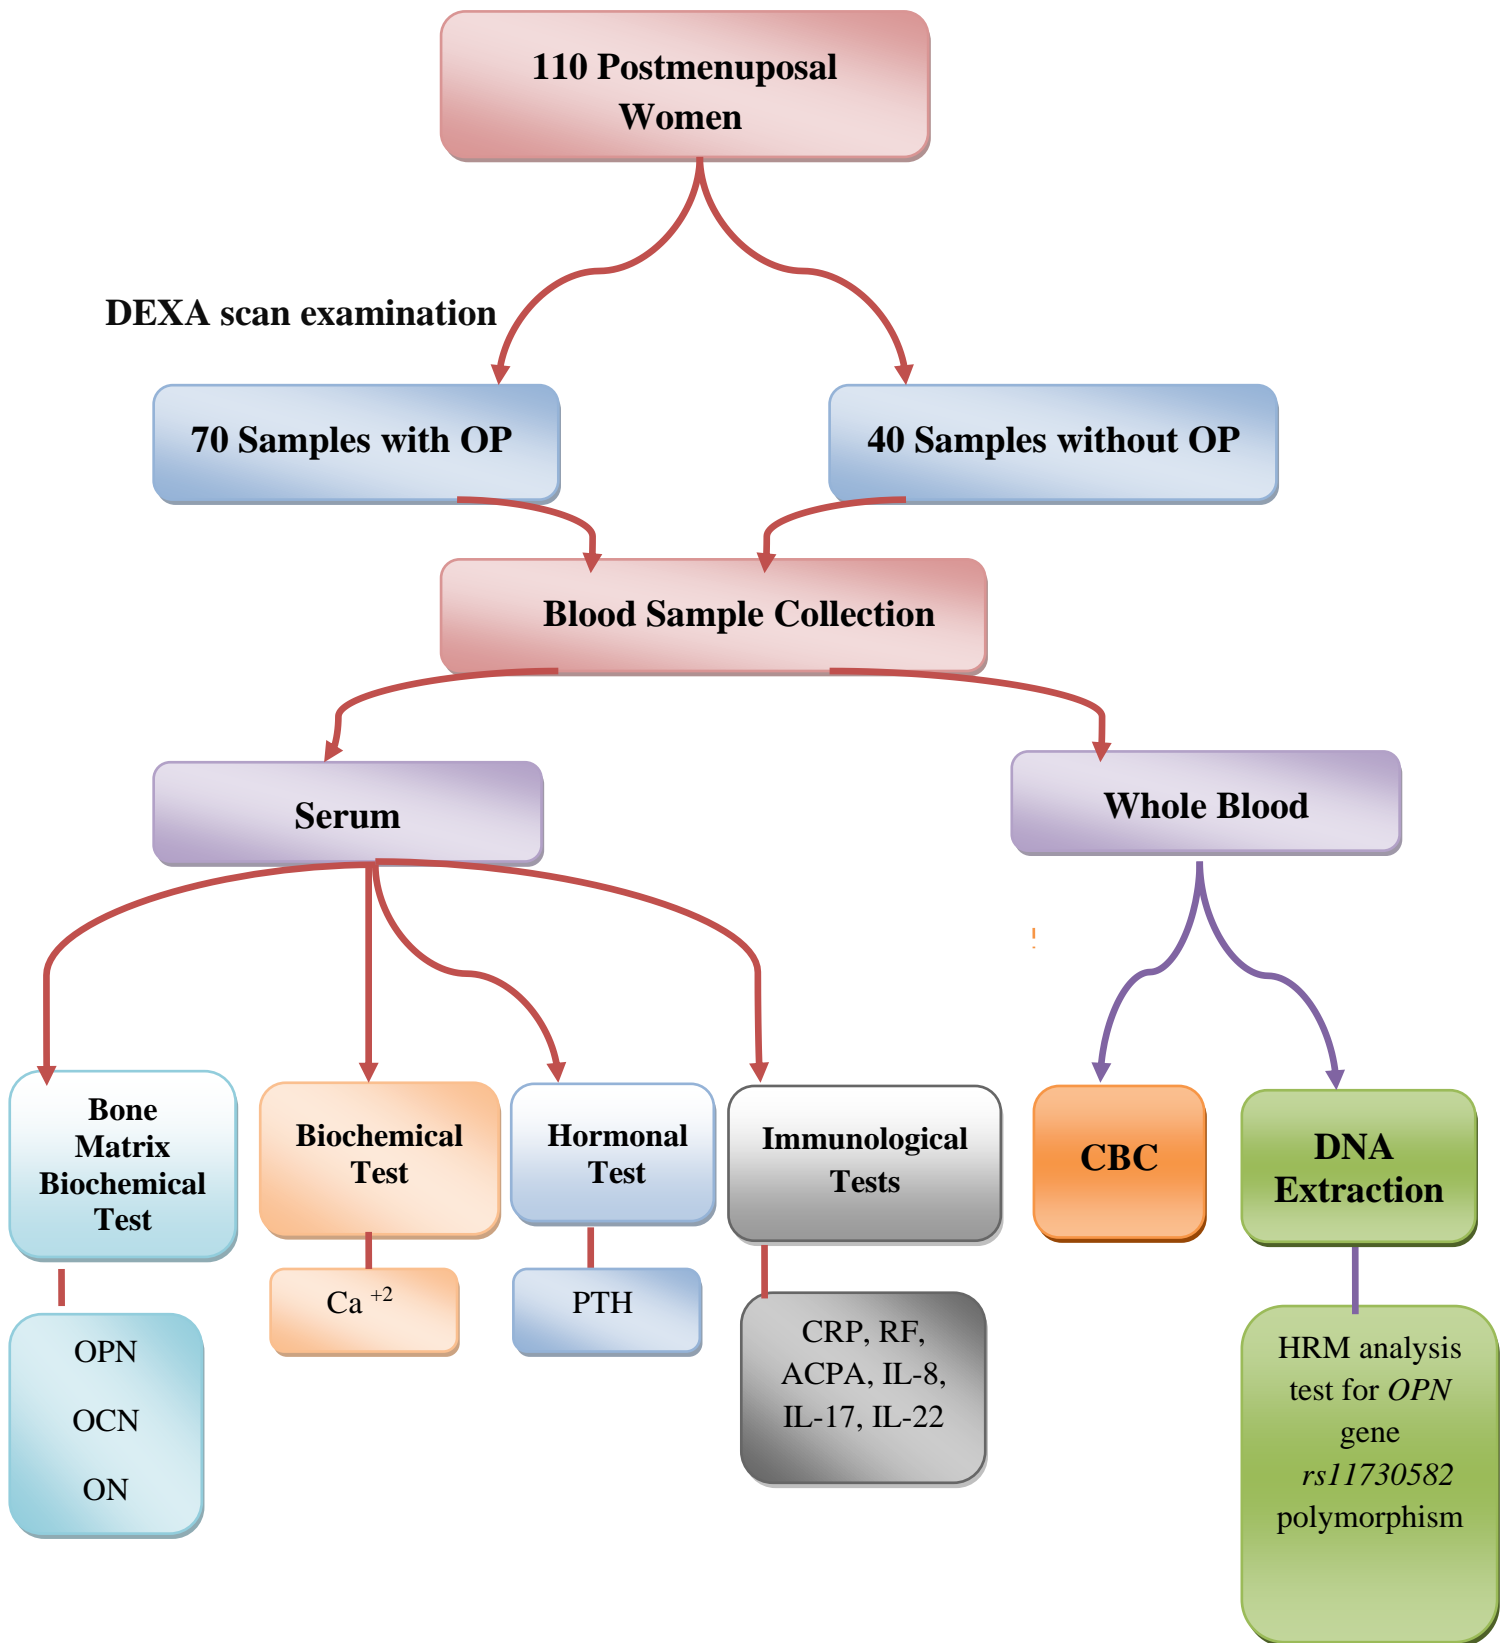 110 Postmenuposal
Women
DEXA scan examination
70 Samples with OP
40 Samples without OP
Blood Sample Collection
Serum
Whole Blood
!
Bone
Matrix
Biochemical
Test
Biochemical
Test
Hormonal
Test
Immunological
Tests
CBC
DNA
Extraction
OPN
OCN
ON
Ca +2
PTH
CRP, RF,
ACPA, IL-8,
IL-17, IL-22
HRM analysis
test for OPN
gene
rs11730582
polymorphism